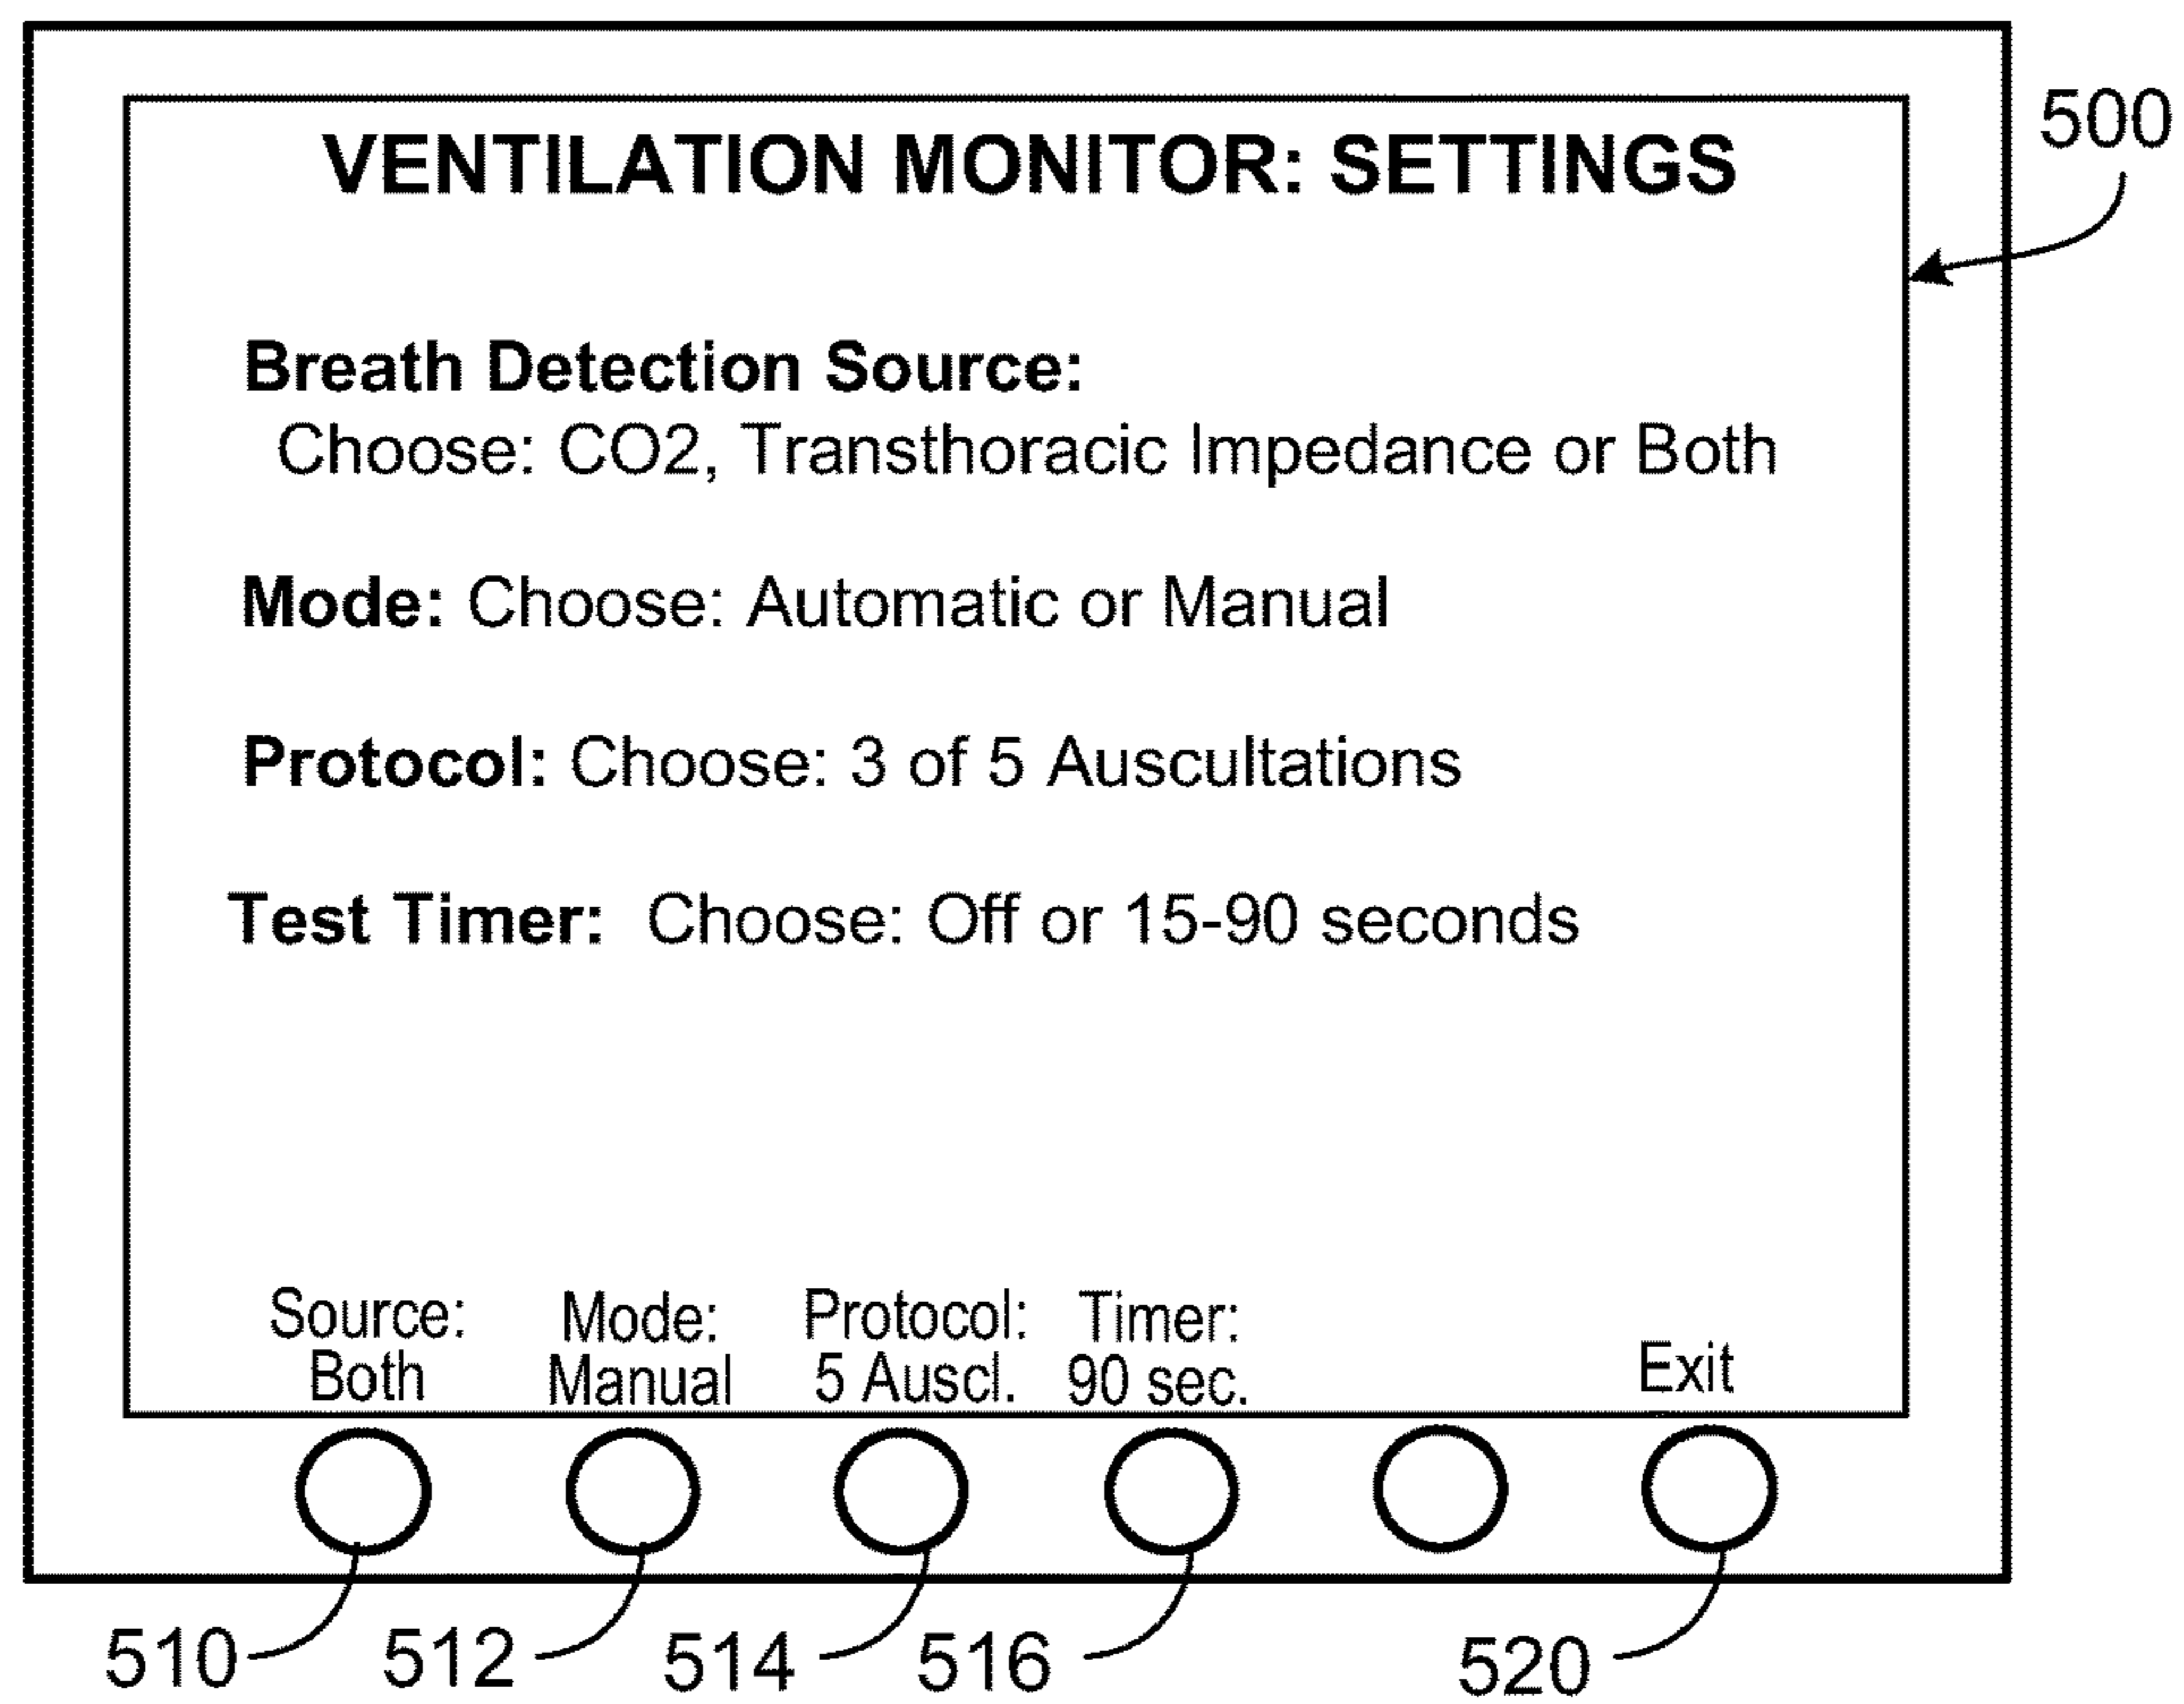 VENTILATION MONITOR: SETTINGS
500
Breath Detection Source:
Choose: CO2, Transthoracic Impedance or Both
Mode: Choose: Automatic or Manual
Protocol: Choose: 3 of 5 Auscultations
Test Timer: Choose: Off or 15-90 seconds
Source:
Both
Mode:
Manual
Protocol:
5 Auscl.
Timer:
90 sec.
Exit
510
512
514
516
520